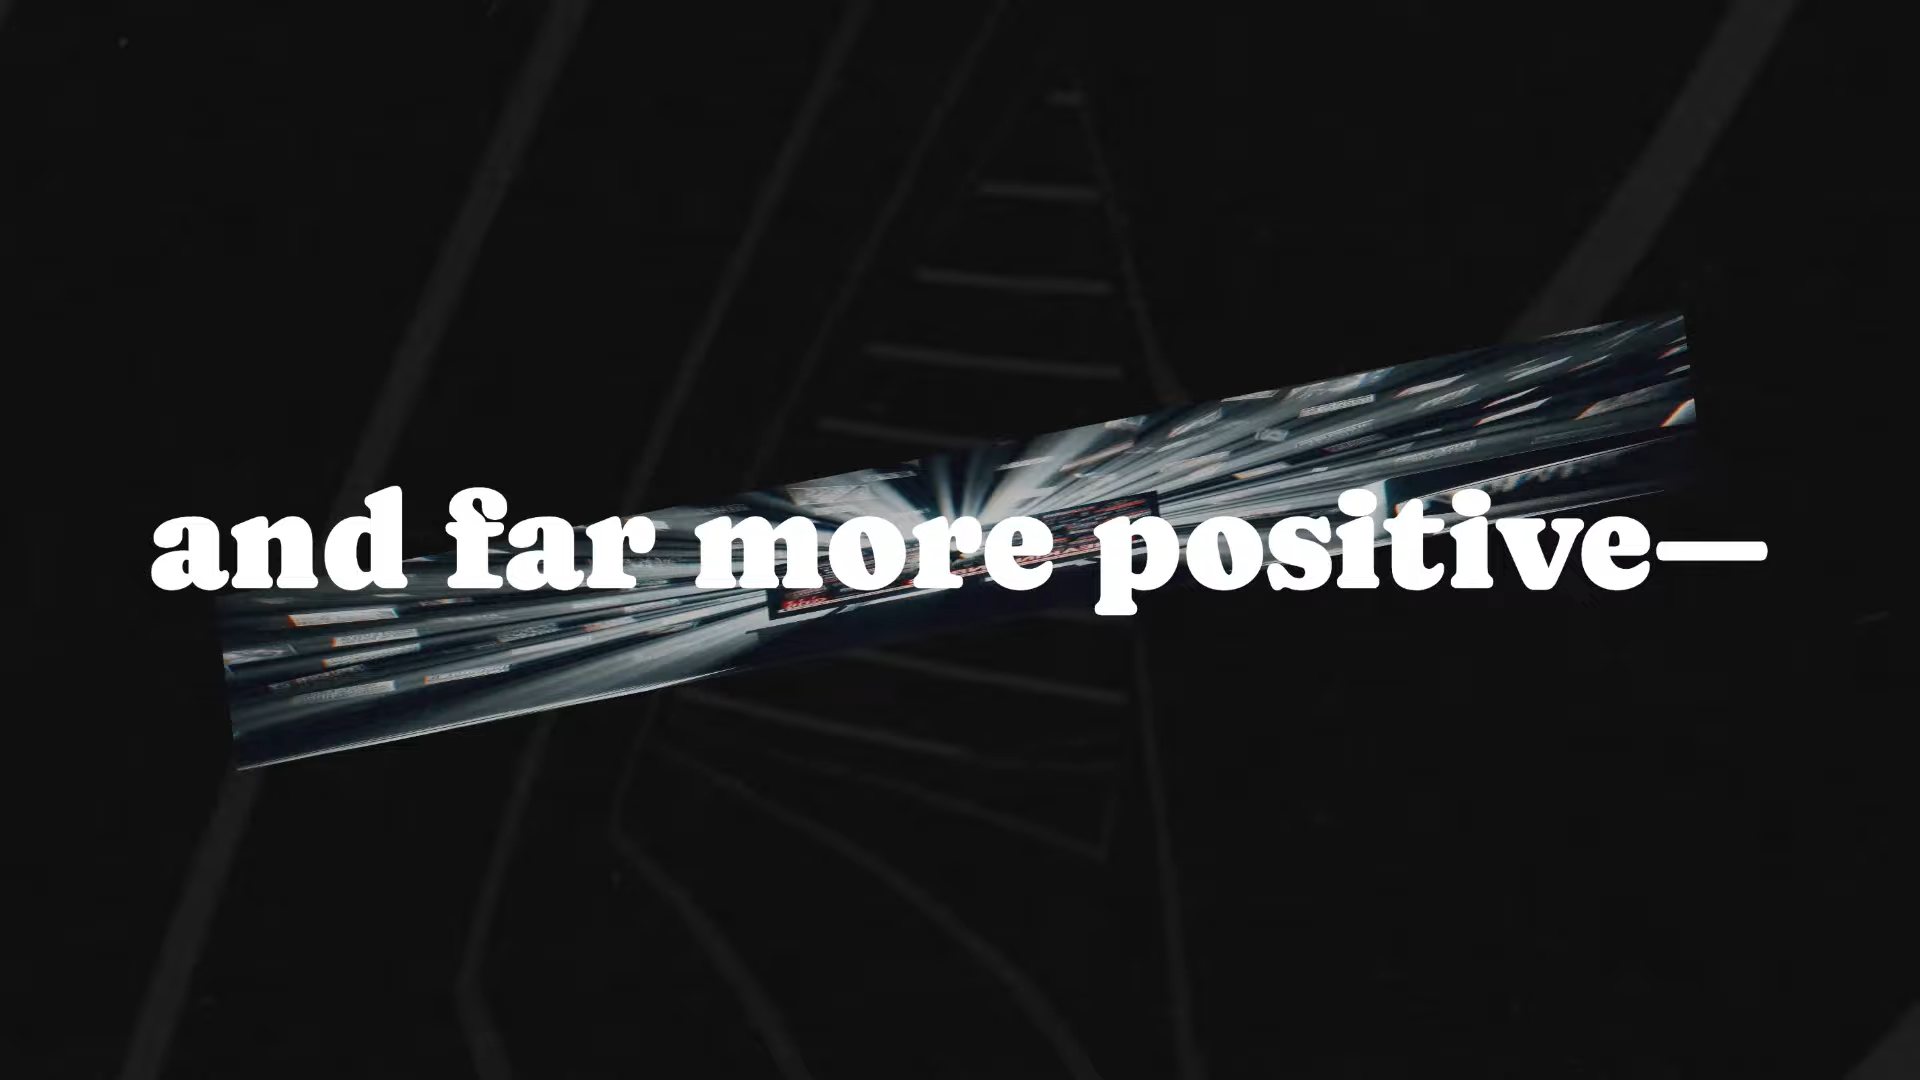 and far more positive—